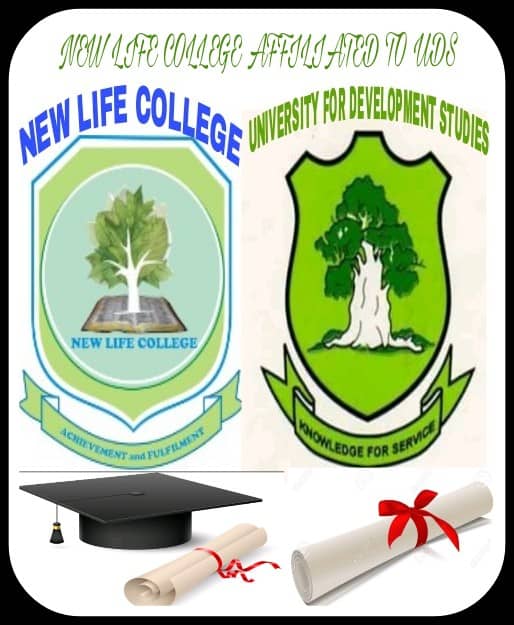 NEW LIFE COLLEGE AFFILIATED TO UDS
NEW LIFE COLLEGE
UNIVERSITY FOR DEVELOPMENT STUDIES
NEW LIFE COLLEGE
ACHIEVEMENT and FULFILMENT
KNOWLEDGE FOR SERVICE